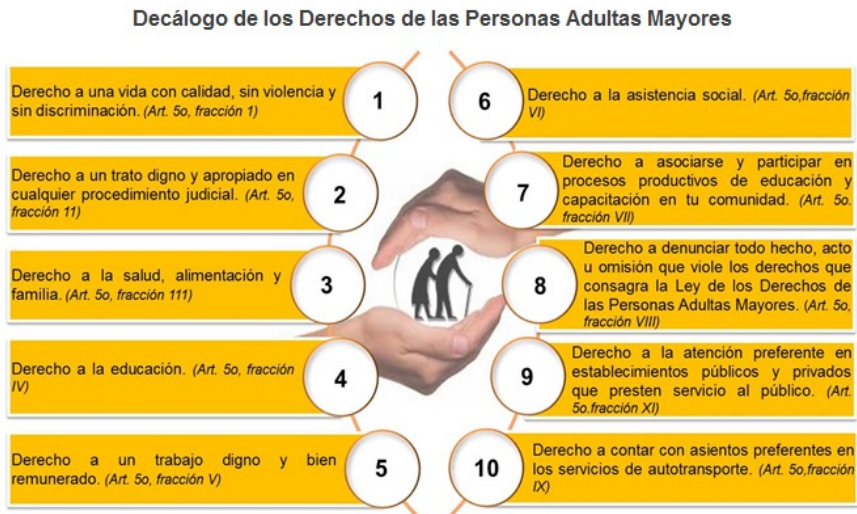 Decálogo de los Derechos de las Personas Adultas Mayores
1
Derecho a una vida con calidad, sin violencia y
sin discriminación. (Art. 5o, fracción 1)
2
Derecho a un trato digno y apropiado en
cualquier procedimiento judicial. (Art. 5o,
fracción 11)
3
Derecho a la salud, alimentación y
familia. (Art. 5o, fracción 111)
4
Derecho a la educación. (Art. 5o, fracción
IV)
5
Derecho a un trabajo digno y bien
remunerado. (Art. 5o, fracción V)
6
Derecho a la asistencia social. (Art. 5o,fracción
VI)
7
Derecho a asociarse y participar en
procesos productivos de educación y
capacitación en tu comunidad. (Art. 5o.
fracción VII)
8
Derecho a denunciar todo hecho, acto
u omisión que viole los derechos que
consagra la Ley de los Derechos de
las Personas Adultas Mayores. (Art. 5o,
fracción VIII)
9
Derecho a la atención preferente en
establecimientos públicos y privados
que presten servicio al público. (Art.
5o.fracción XI)
10
Derecho a contar con asientos preferentes en
los servicios de autotransporte. (Art. 5o,fracción
IX)